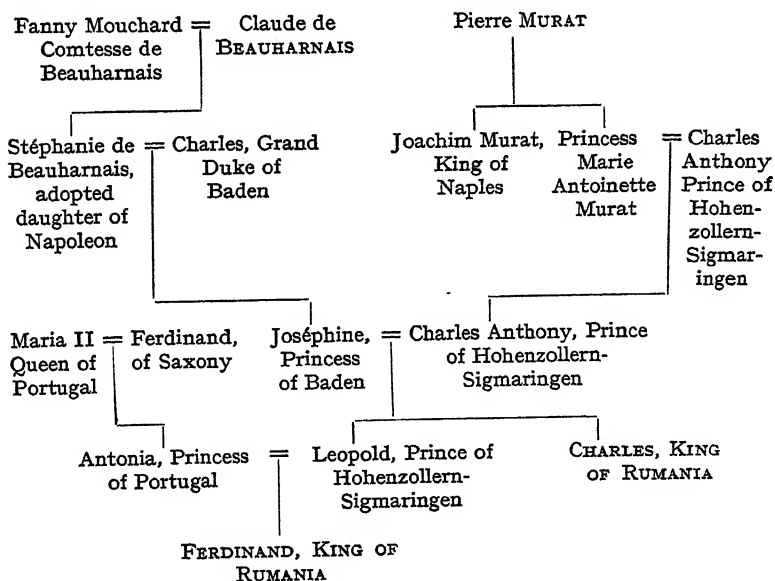 Fanny Mouchard = Claude de
Comtesse de BEAUHARNAIS
Beauharnais
Pierre MURAT
Stéphanie de = Charles, Grand
Beauharnais, Duke of
adopted Baden
daughter of
Napoleon
Joachim Murat,
King of
Naples
Princess = Charles
Marie Anthony
Antoinette Prince of
Murat Hohen-
zollern-
Sigmar-
ingen
Maria II = Ferdinand,
Queen of of Saxony
Portugal
Joséphine, = Charles Anthony, Prince
Princess of Hohenzollern-
of Baden Sigmaringen
Antonia, Princess = Leopold, Prince of
of Portugal Hohenzollern-
Sigmaringen
CHARLES, KING
OF RUMANIA
FERDINAND, KING OF
RUMANIA